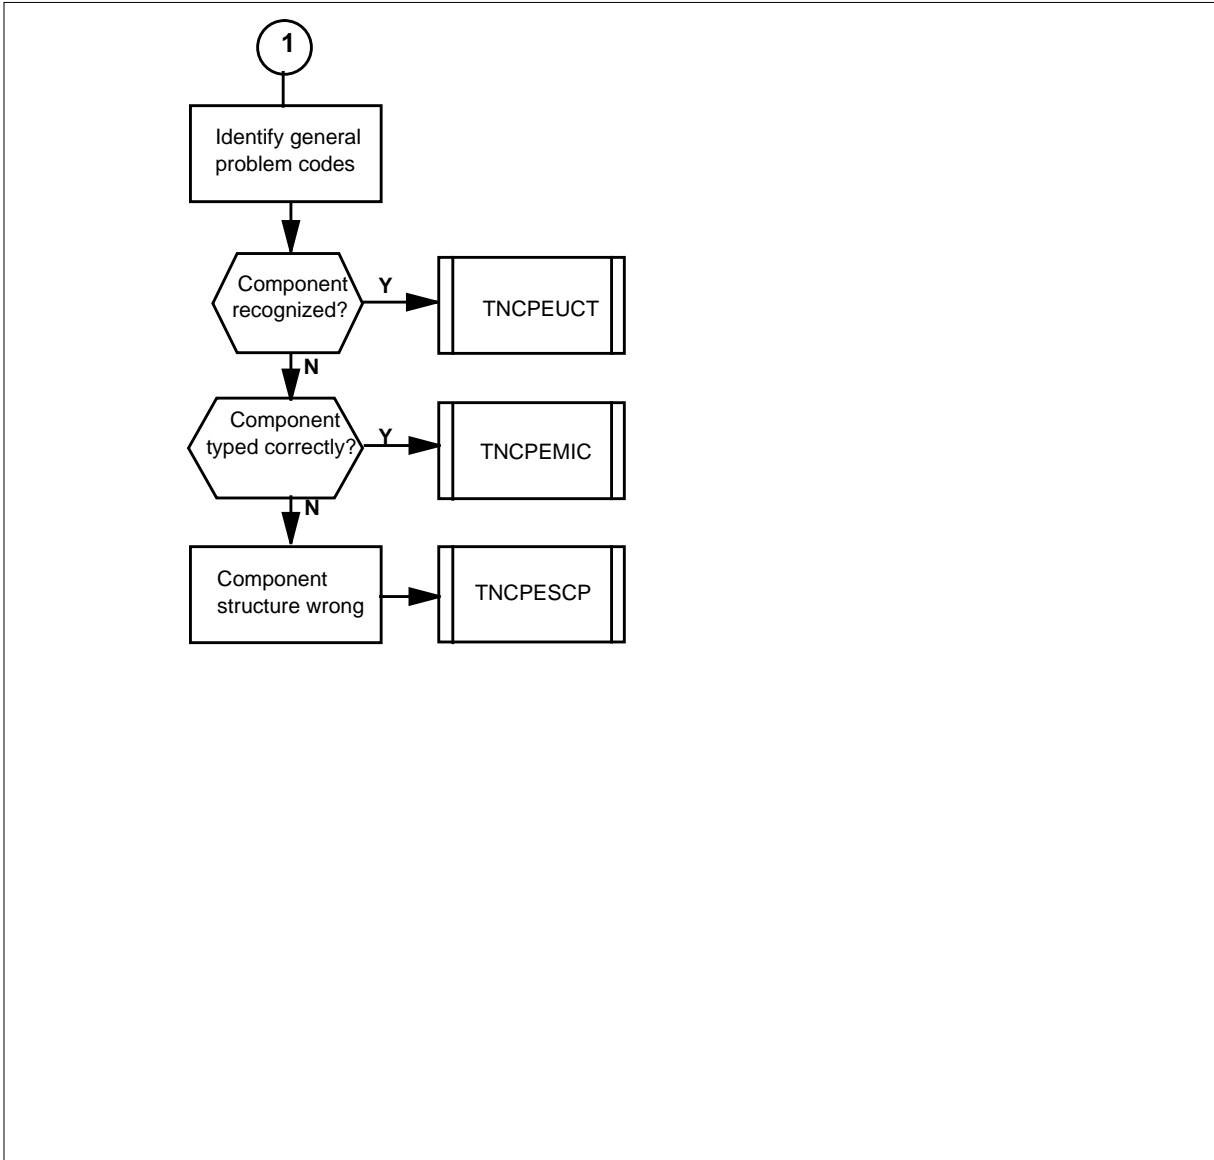 1
Identify general
problem codes
Component
recognized?
Y
TNCPEUCT
N
Component
typed correctly?
Y
TNCPEMIC
N
Component
structure wrong
TNCPESCP